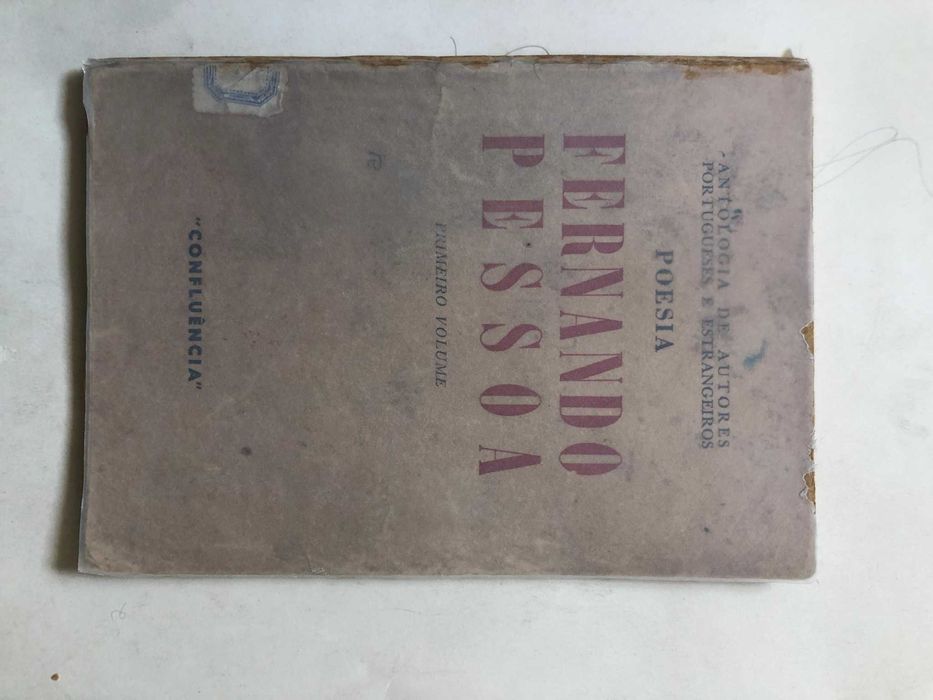 ANTOLOGIA DE AUTORES
PORTUGUESES E ESTRANGEIROS
POESIA
FERNANDO
PESSOA
PRIMEIRO VOLUME
"CONFLUÊNCIA"